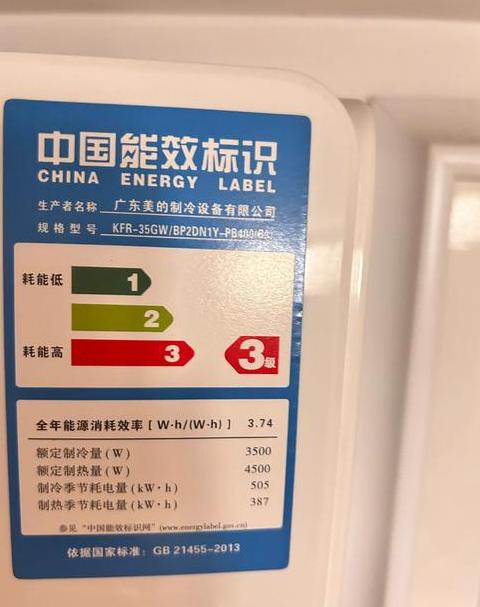 中国能效标识
CHINA ENERGY LABEL
生产者名称 广东美的制冷设备有限公司
规格型号 KFR-35GW/BP2DN1Y-PB400(B3)
耗能低 1
2
耗能高 3 3级
全年能源消耗效率[W·h/(W·h)] 3.74
额定制冷量(W) 3500
额定制热量(W) 4500
制冷季节耗电量(kW·h) 505
制热季节耗电量(kW·h) 387
参见“中国能效标识网”(www.energylabel.gov.cn)
依据国家标准：GB 21455-2013